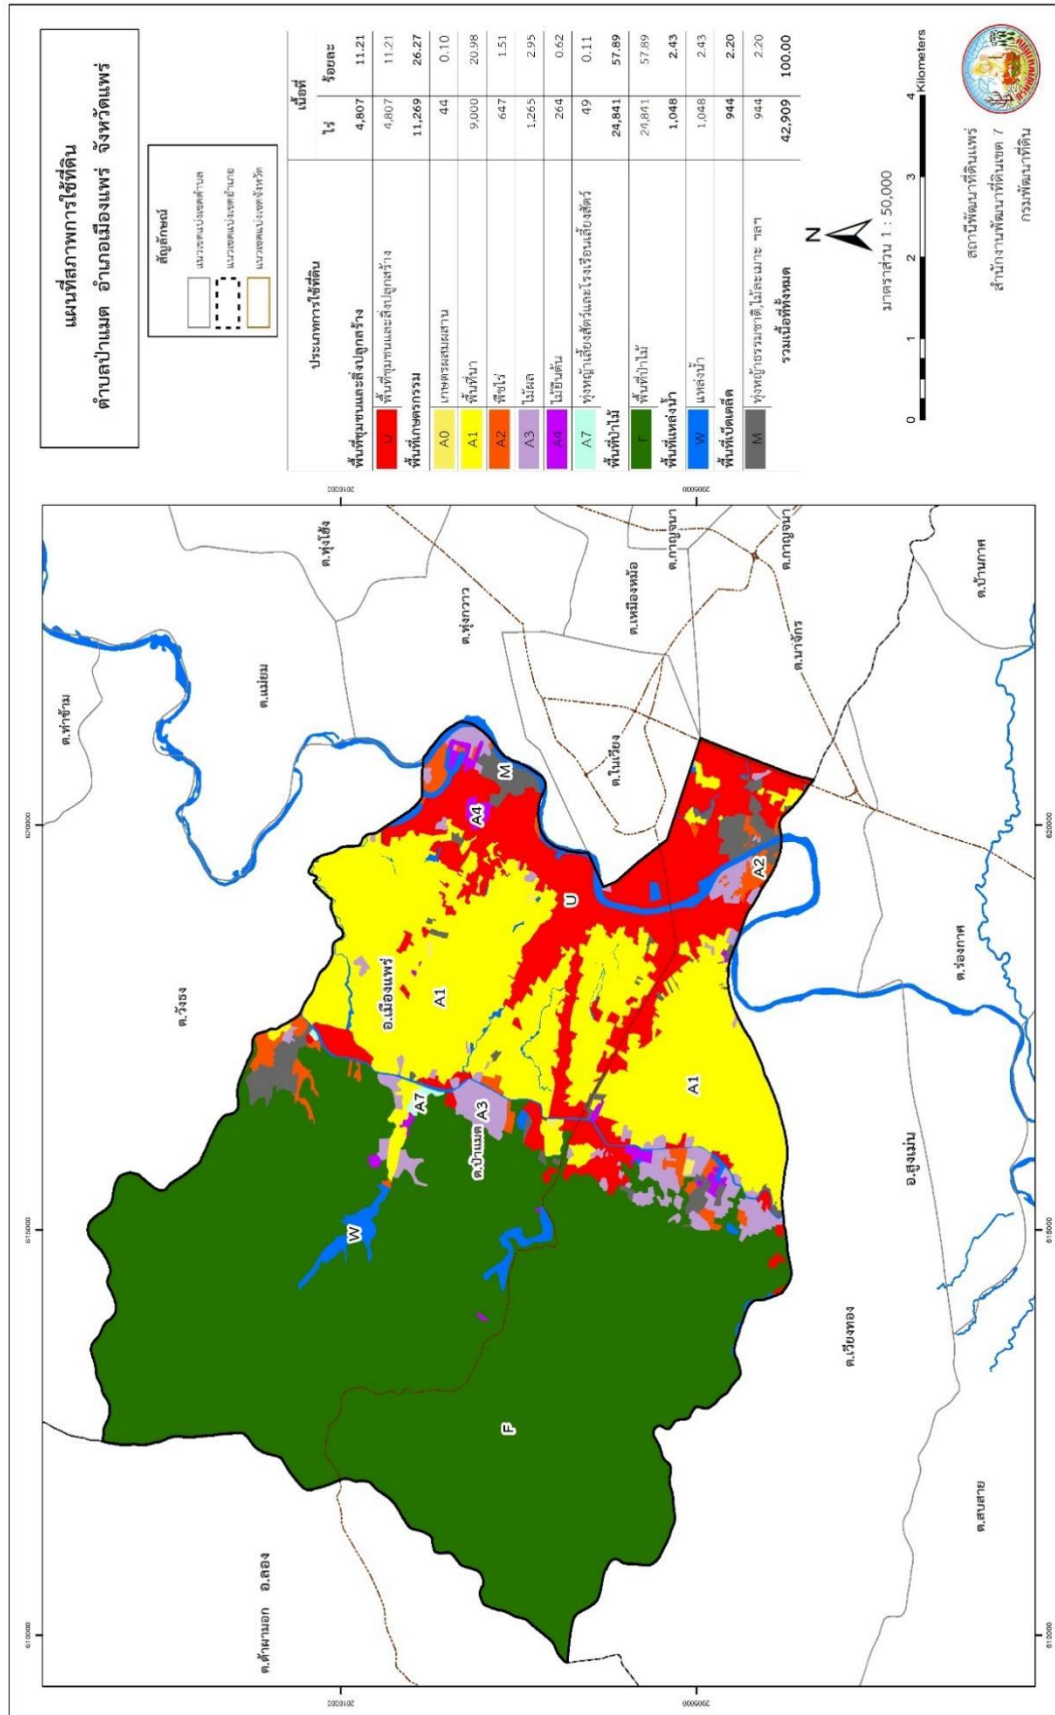 แผนที่สภาพการใช้ที่ดิน
ตำบลป่าแมต อำเภอเมืองแพร่ จังหวัดแพร่
สัญลักษณ์
แนวเขตแบ่งเขตตำบล
แนวเขตแบ่งเขตอำเภอ
แนวเขตแบ่งเขตจังหวัด
ประเภทการใช้ที่ดิน เนื้อที่
ไร่ ร้อยละ
พื้นที่ชุมชนและสิ่งปลูกสร้าง 4,807 11.21
U พื้นที่ชุมชนและสิ่งปลูกสร้าง 4,807 11.21
พื้นที่เกษตรกรรม 11,269 26.27
A0 เกษตรผสมผสาน 44 0.10
A1 พื้นที่นา 9,000 20.98
A2 พืชไร่ 647 1.51
A3 ไม้ผล 1,265 2.95
A4 ไม้ยืนต้น 264 0.62
A7 ทุ่งหญ้าเลี้ยงสัตว์และโรงเรือนเลี้ยงสัตว์ 49 0.11
พื้นที่ป่าไม้ 24,841 57.89
F พื้นที่ป่าไม้ 24,841 57.89
พื้นที่แหล่งน้ำ 1,048 2.43
W แหล่งน้ำ 1,048 2.43
พื้นที่เบ็ดเตล็ด 944 2.20
M ทุ่งหญ้าธรรมชาติ,ไม้ละเมาะ ฯลฯ 944 2.20
รวมเนื้อที่ทั้งหมด 42,909 100.00
N
มาตราส่วน 1 : 50,000
0 1 2 3 4
Kilometers
สถานีพัฒนาที่ดินแพร่
สำนักงานพัฒนาที่ดินเขต 7
กรมพัฒนาที่ดิน
610000 615000 620000
2010000
2005000
610000 615000 620000
2010000
2005000
ต.ท่าข้าม
ต.ทุ่งโฮ้ง
ต.แม่ยม
ต.วังธง
ต.ทุ่งกวาว
ต.เหมืองหม้อ
ต.กาญจนา
ต.กาญจนา
ต.ในเวียง
ต.นาจักร
ต.บ้านกาศ
ต.ร่องกาศ
อ.สูงเม่น
ต.เวียงทอง
ต.สบสาย
ต.ต้าผามอก
อ.ลอง
อ.เมืองแพร่
ต.ป่าแมต
M
A4
U
A2
A1
A1
A7
A3
W
F